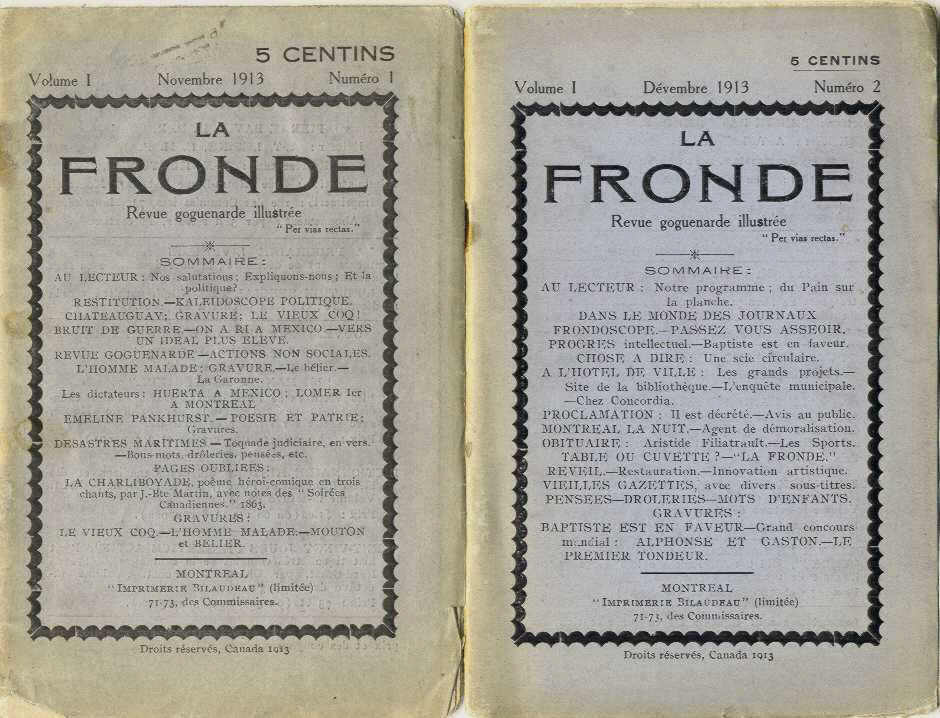 5 CENTINS
Volume I Novembre 1913 Numéro 1
LA
FRONDE
Revue goguenarde illustrée
“Per vias rectas.”
SOMMAIRE:
AU LECTEUR: Nos salutations; Expliquons-nous; Et la
politique?
RESTITUTION.—KALEIDOSCOPE POLITIQUE.
CHATEAUGUAY; GRAVURE; LE VIEUX COQ!
BRUIT DE GUERRE—ON A RI A MEXICO—VERS
UN IDEAL PLUS ELEVE.
REVUE GOGUENARDE—ACTIONS NON SOCIALES.
L'HOMME MALADE; GRAVURE.—Le bélier.—
La Garonne.
Les dictateurs: HUERTA A MEXICO; LOMER Ier
A MONTREAL
EMELINE PANKHURST.—POESIE ET PATRIE;
Gravures.
DESASTRES MARITIMES—Toquade judiciaire, en vers.
—Bons-mots, drôleries, pensées, etc.
PAGES OUBLIEES:
LA CHARLIBOYADE, poème héroi-comique en trois
chants, par J.-Bte Martin, avec notes des “Soirées
Canadiennes.” 1863.
GRAVURES:
LE VIEUX COQ.—L'HOMME MALADE.—MOUTON
et BELIER.
MONTREAL
“IMPRIMERIE BILAUDEAU” (limitée)
71-73, des Commissaires.
Droits réservés, Canada 1913
5 CENTINS
Volume I Dévembre 1913 Numéro 2
LA
FRONDE
Revue goguenarde illustrée
“Per vias rectas.”
SOMMAIRE:
AU LECTEUR: Notre programme; du Pain sur
la planche.
DANS LE MONDE DES JOURNAUX
FRONDOSCOPE.—PASSEZ VOUS ASSEOIR.
PROGRES intellectuel.—Baptiste est en faveur.
CHOSE A DIRE: Une scie circulaire.
A L'HOTEL DE VILLE: Les grands projets.—
Site de la bibliothèque.—L'enquête municipale.
—Chez Concordia.
PROCLAMATION: Il est décrété.—Avis au public.
MONTREAL LA NUIT.—Agent de démoralisation.
OBITUAIRE: Aristide Filiatrault.—Les Sports.
TABLE OU CUVETTE?—“LA FRONDE.”
REVEIL.—Restauration.—Innovation artistique.
VIEILLES GAZETTES, avec divers sous-titres.
PENSEES—DROLERIES—MOTS D'ENFANTS.
GRAVURES:
BAPTISTE EST EN FAVEUR—Grand concours
mondial: ALPHONSE ET GASTON.—LE
PREMIER TONDEUR.
MONTREAL
“IMPRIMERIE BILAUDEAU” (limitée)
71-73, des Commissaires.
Droits réservés, Canada 1913